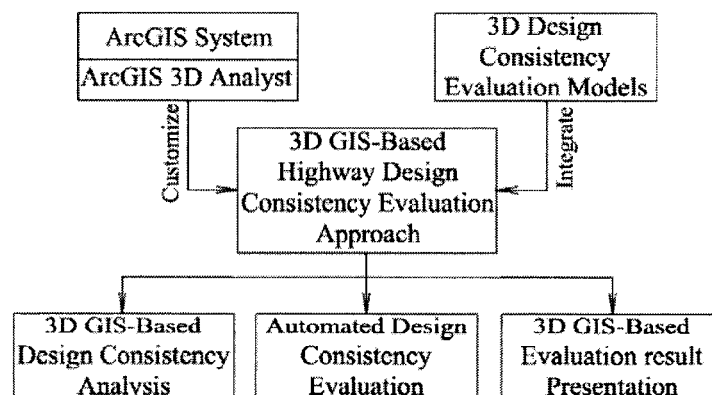 ArcGIS System
ArcGIS 3D Analyst
3D Design
Consistency
Evaluation Models
Customize
Integrate
3D GIS-Based
Highway Design
Consistency Evaluation
Approach
3D GIS-Based
Design Consistency
Analysis
Automated Design
Consistency
Evaluation
3D GIS-Based
Evaluation result
Presentation